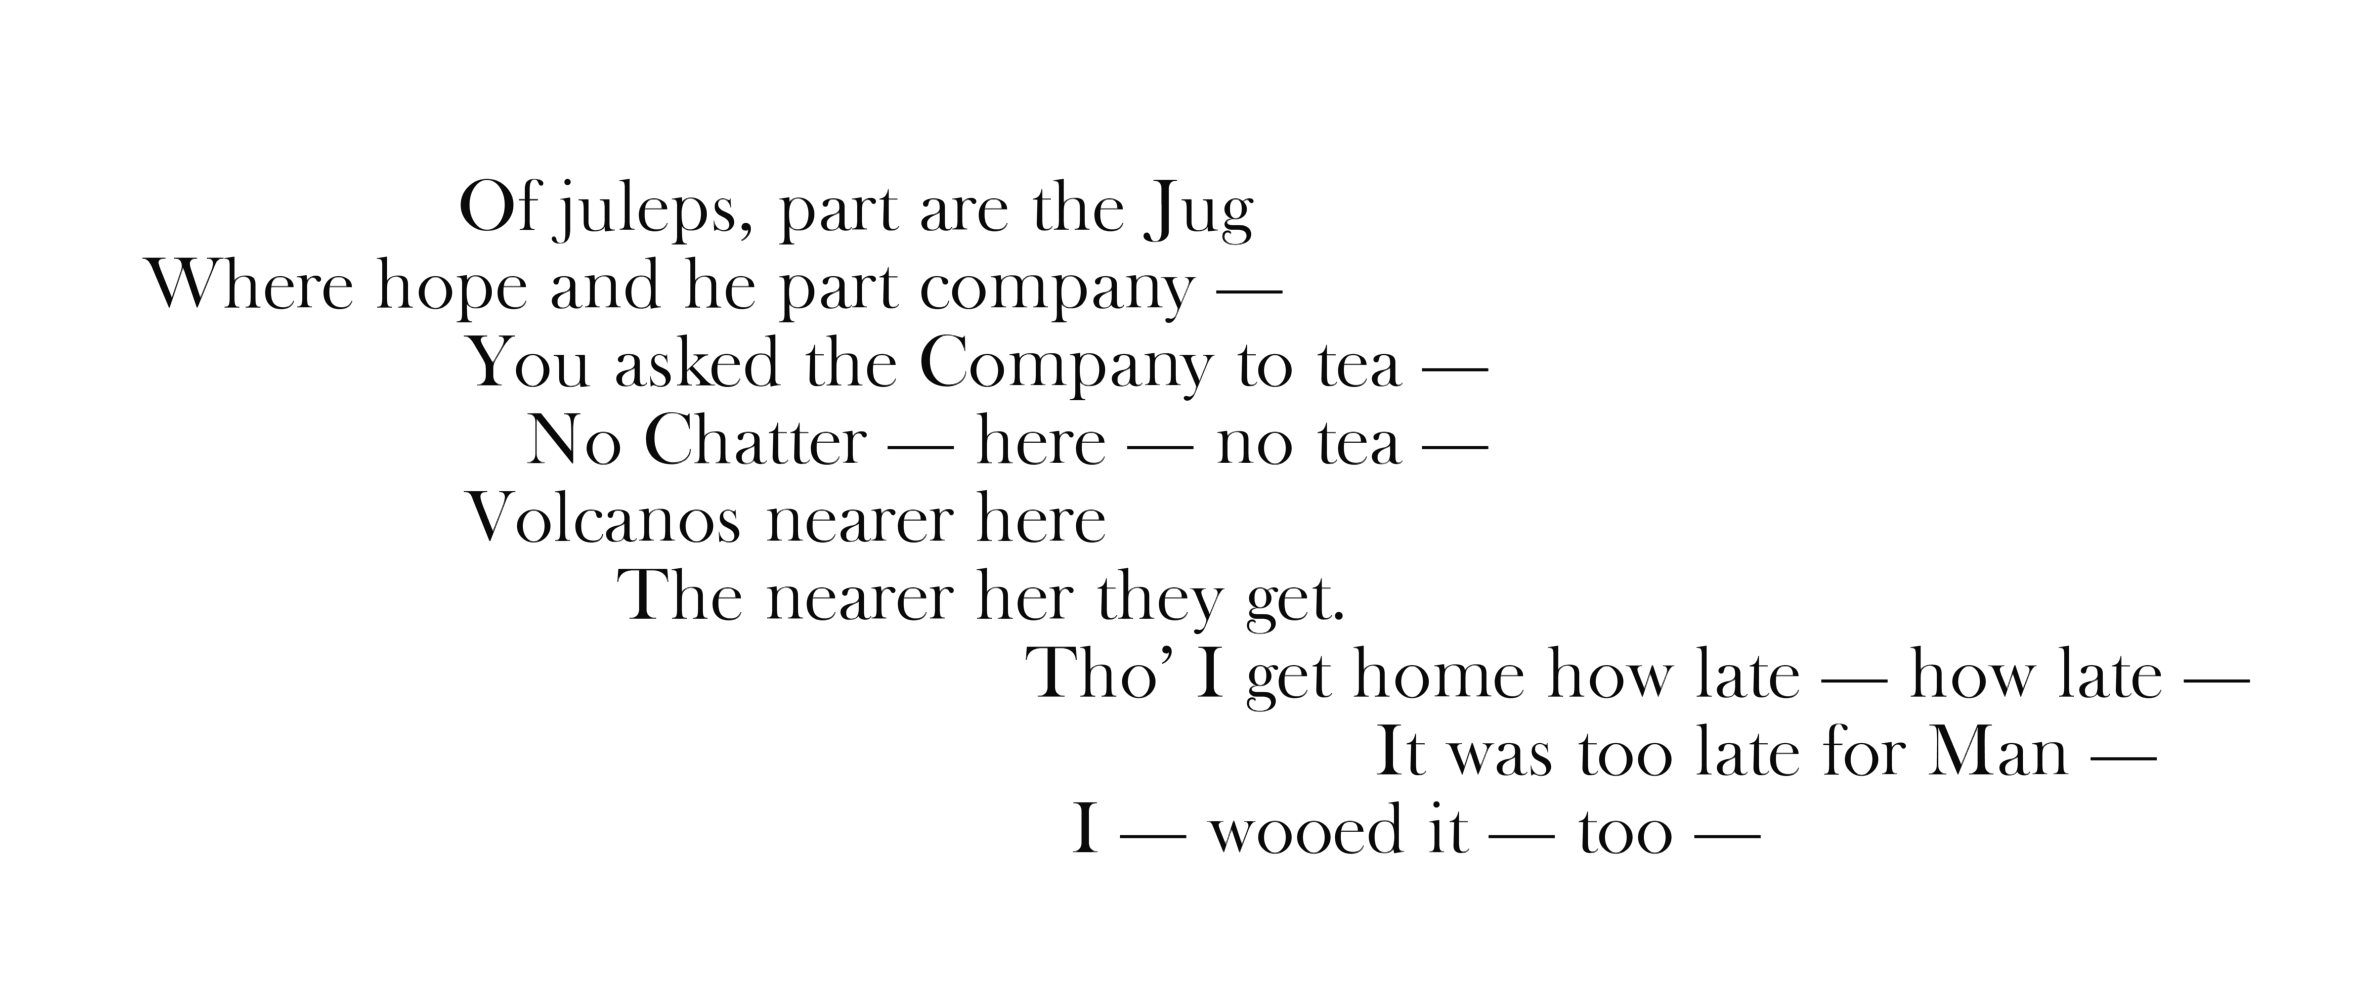 Of juleps, part are the Jug
Where hope and he part company —
You asked the Company to tea —
No Chatter — here — no tea —
Volcanos nearer here
The nearer her they get.
Tho’ I get home how late — how late —
It was too late for Man —
I — wooed it — too —